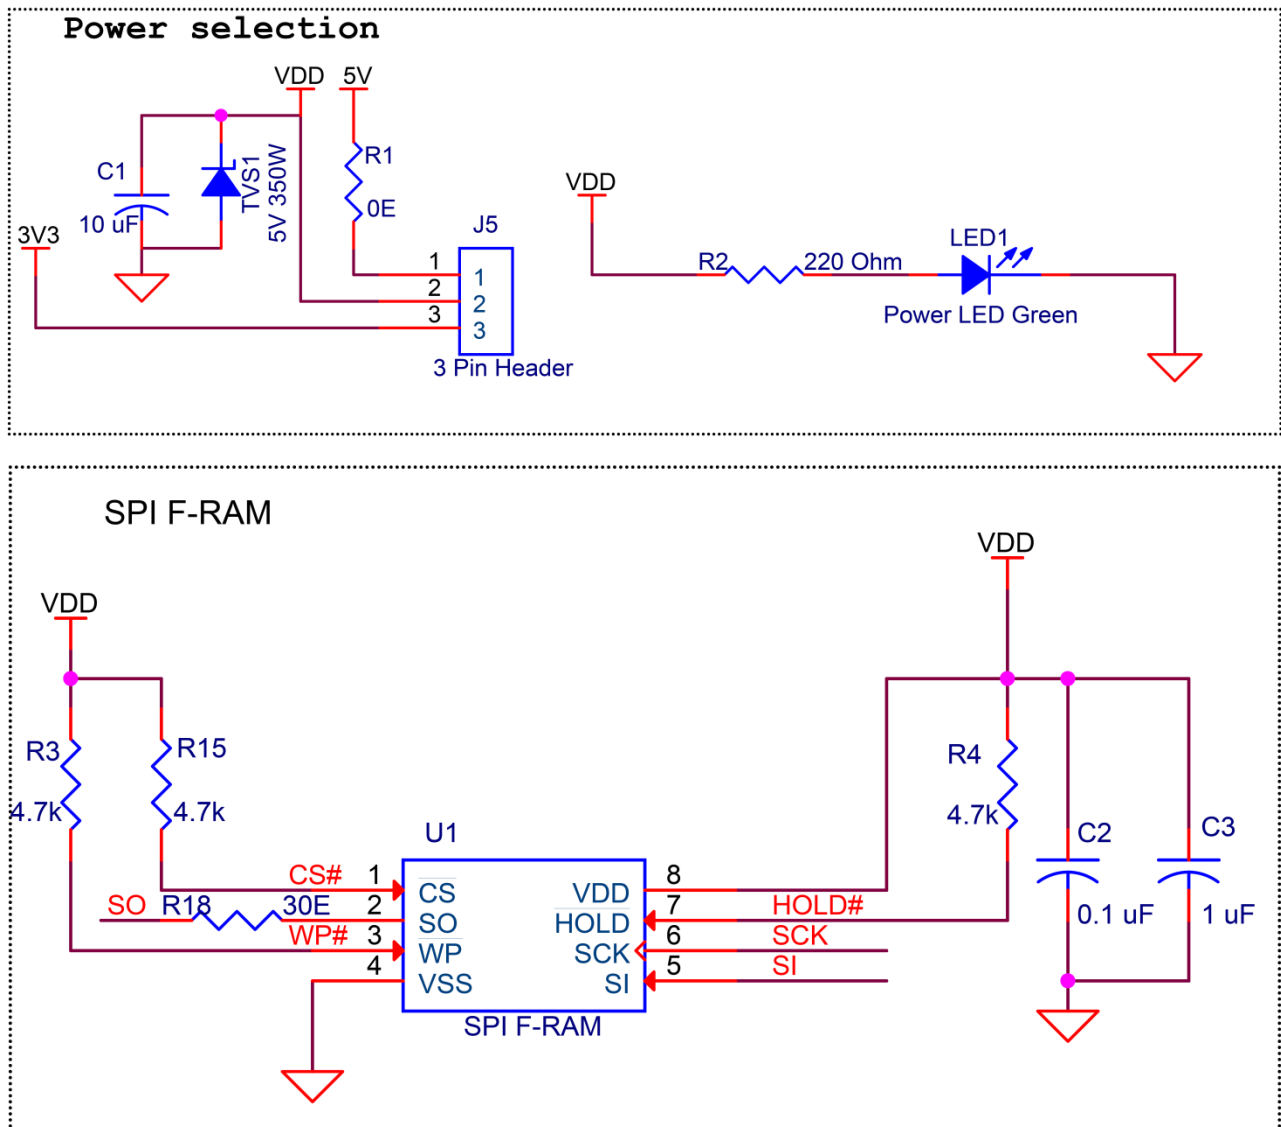 Power selection
VDD
5V
C1
10 uF
TVS1
5V 350W
R1
0E
3V3
J5
1
2
3
1
2
3
3 Pin Header
VDD
R2
220 Ohm
LED1
Power LED Green
SPI F-RAM
VDD
R3
4.7k
R15
4.7k
U1
CS#
1
CS
SO
R18
30E
2
SO
WP#
3
WP
4
VSS
VDD
8
HOLD
7
HOLD#
SCK
6
SCK
SI
5
SI
SPI F-RAM
VDD
R4
4.7k
C2
0.1 uF
C3
1 uF